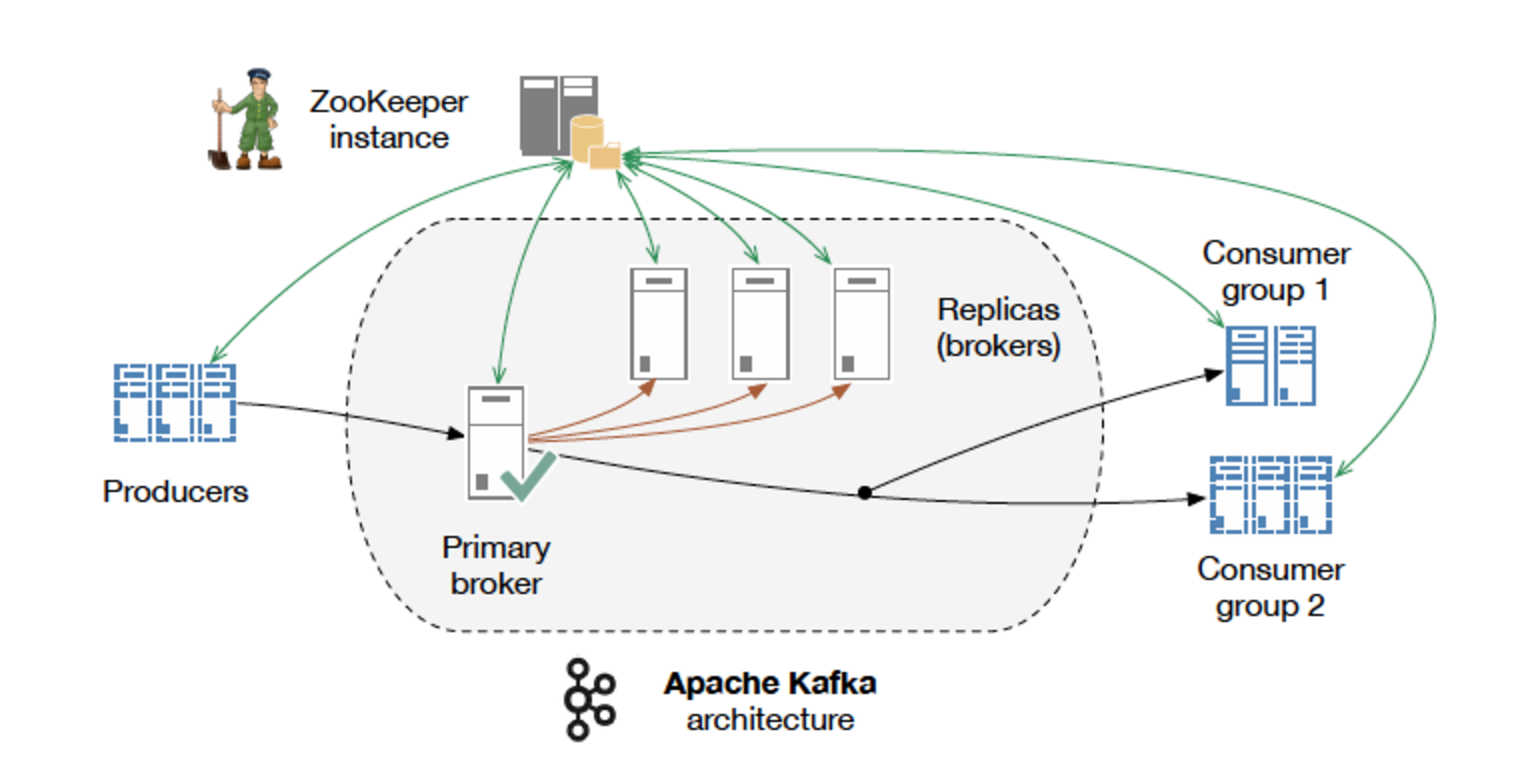 ZooKeeper
instance
Consumer
group 1
Replicas
(brokers)
Producers
Primary
broker
Consumer
group 2
Apache Kafka
architecture